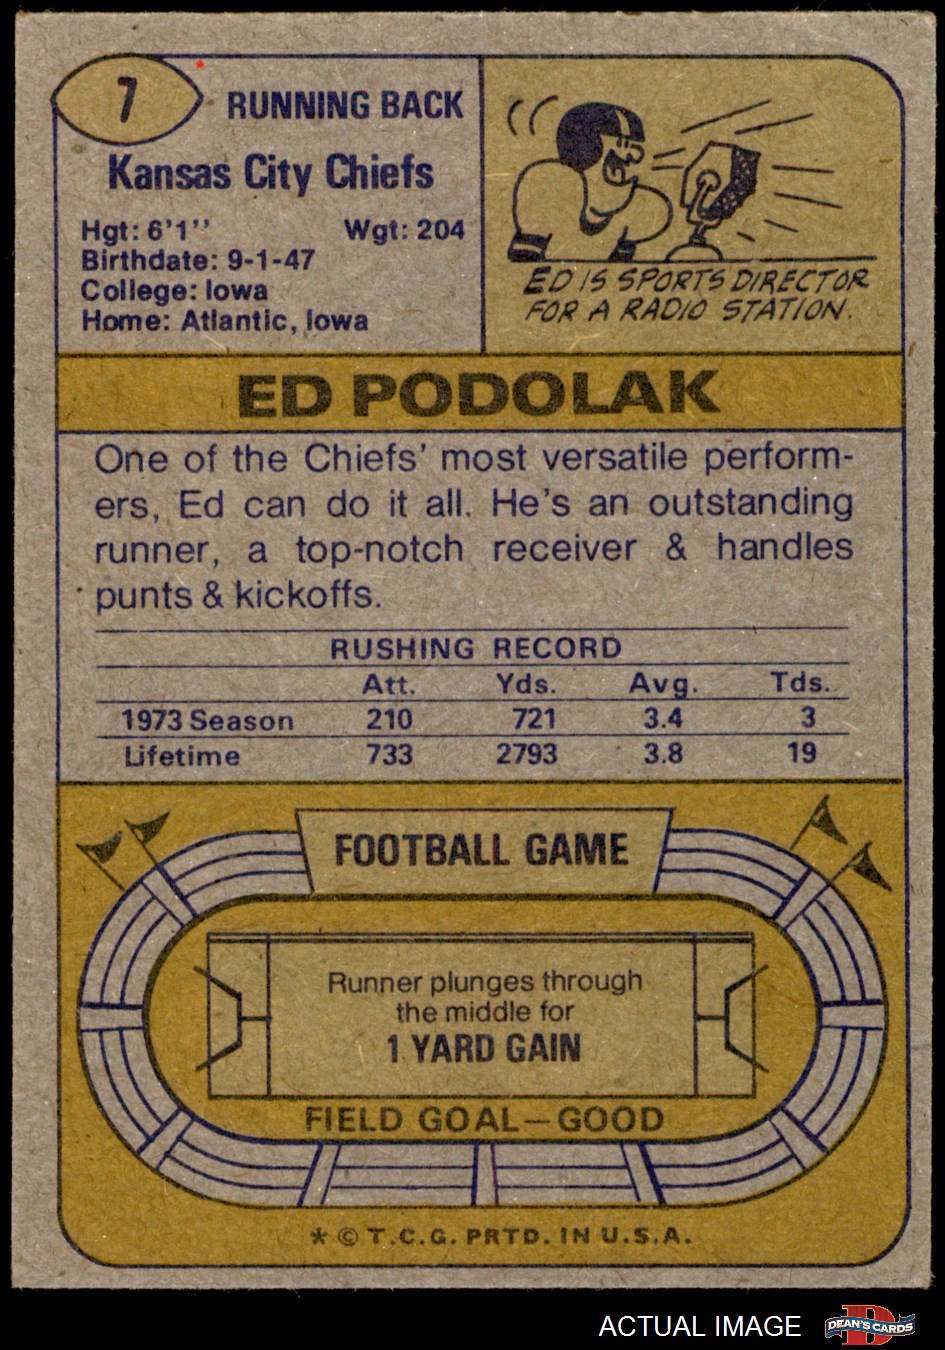 7
RUNNING BACK
Kansas City Chiefs
Hgt: 6'1'' Wgt: 204
Birthdate: 9-1-47
College: Iowa
Home: Atlantic, Iowa
ED IS SPORTS DIRECTOR
FOR A RADIO STATION.
ED PODOLAK
One of the Chiefs' most versatile perform-
ers, Ed can do it all. He's an outstanding
runner, a top-notch receiver & handles
punts & kickoffs.
RUSHING RECORD
Att. Yds. Avg. Tds.
1973 Season 210 721 3.4 3
Lifetime 733 2793 3.8 19
FOOTBALL GAME
Runner plunges through
the middle for
1 YARD GAIN
FIELD GOAL—GOOD
* © T.C.G. PRTD. IN U.S.A.
ACTUAL IMAGE D DEAN'S CARDS